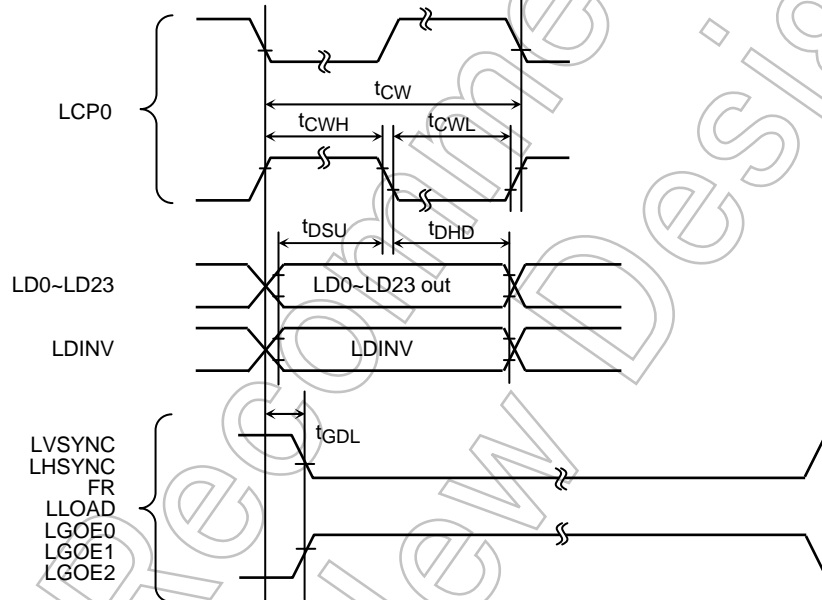 LCP0
tCW
tCWH
tCWL
tDSU
tDHD
LD0~LD23
LD0~LD23 out
LDINV
LDINV
tGDL
LVSYNC
LHSYNC
FR
LLOAD
LGOE0
LGOE1
LGOE2
Desig